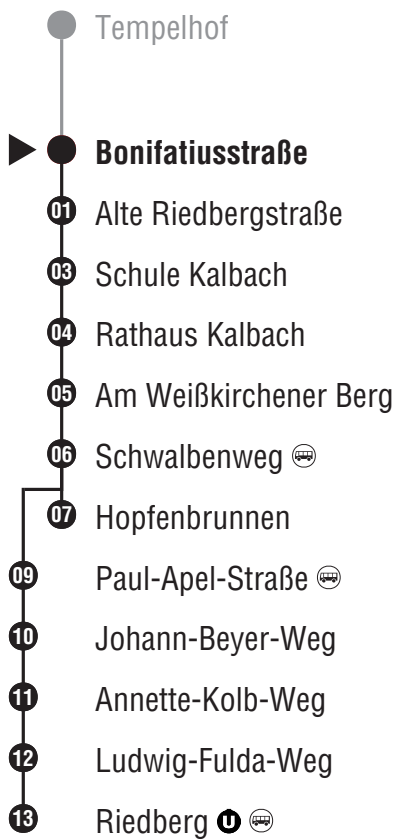 Tempelhof
Bonifatiusstraße
01 Alte Riedbergstraße
03 Schule Kalbach
04 Rathaus Kalbach
05 Am Weißkirchener Berg
06 Schwalbenweg
07 Hopfenbrunnen
09 Paul-Apel-Straße
10 Johann-Beyer-Weg
11 Annette-Kolb-Weg
12 Ludwig-Fulda-Weg
13 Riedberg U